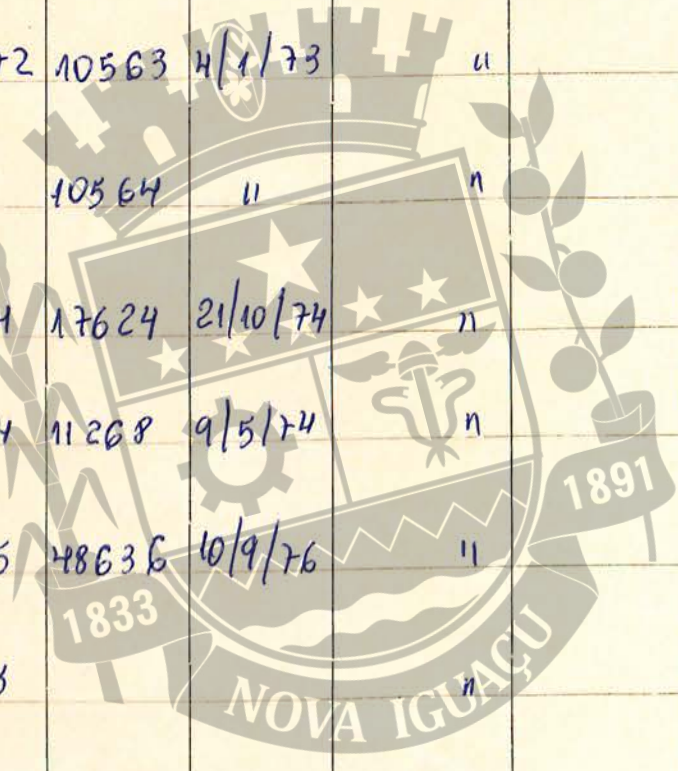 72 10563 4/1/73 "
10564 " "
1 17624 21/10/74 "
4 11268 9/5/74 "
5 48636 10/9/76 "
"
1891
1833
NOVA IGUAÇU